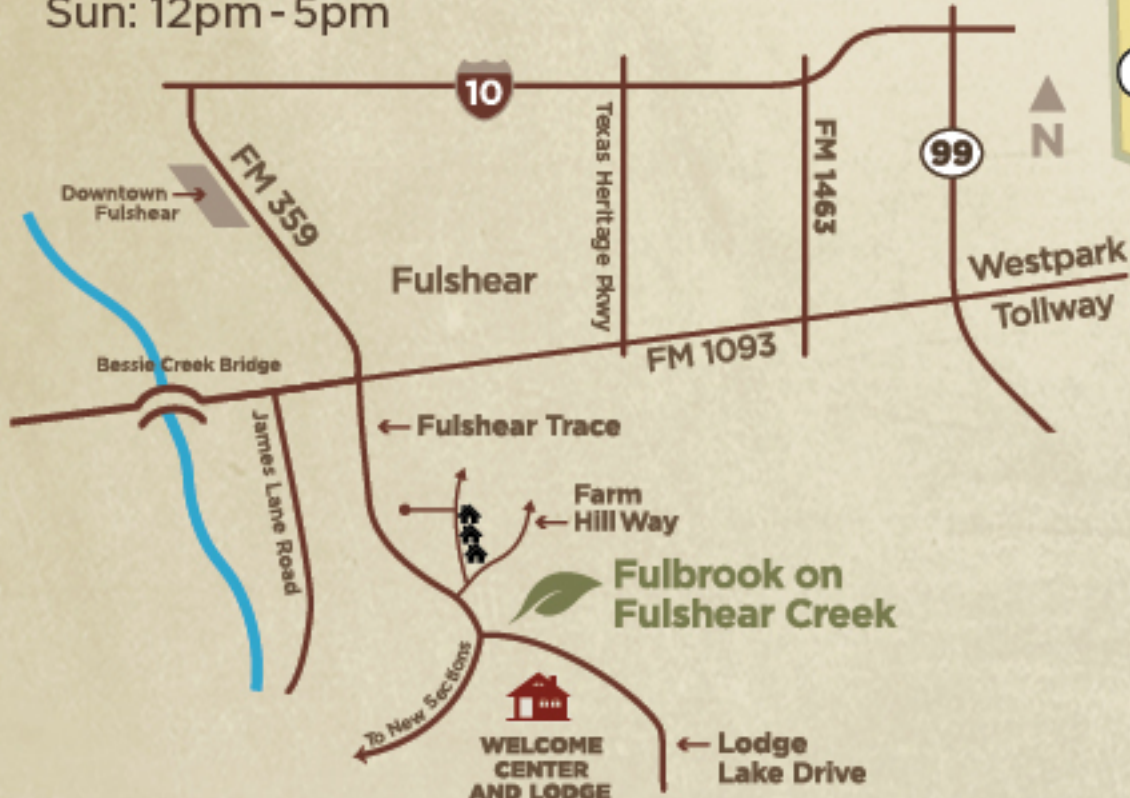 Sun: 12pm - 5pm
10
99
N
Texas Heritage Pkwy
FM 1463
FM 359
Downtown
Fulshear
Fulshear
Westpark
Tollway
FM 1093
Bessie Creek Bridge
James Lane Road
Fulshear Trace
Farm
Hill Way
Fulbrook on
Fulshear Creek
To New Sections
WELCOME
CENTER
AND LODGE
Lodge
Lake Drive